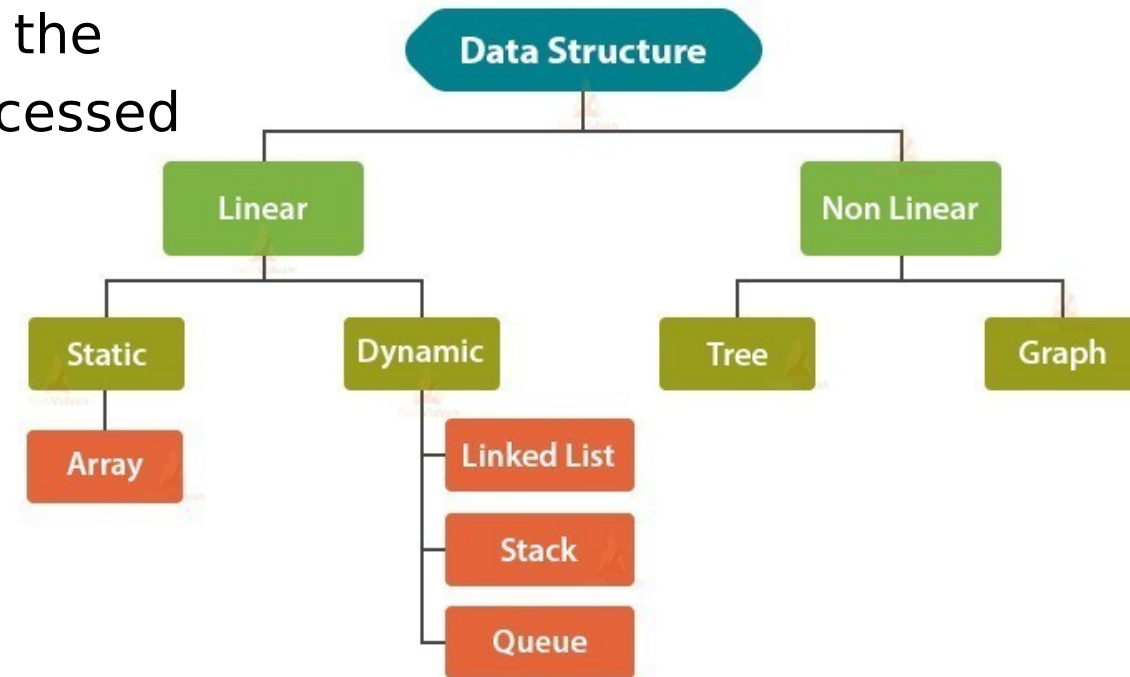 the
cessed
Data Structure
Linear
Non Linear
Static
Dynamic
Tree
Graph
Array
Linked List
Stack
Queue